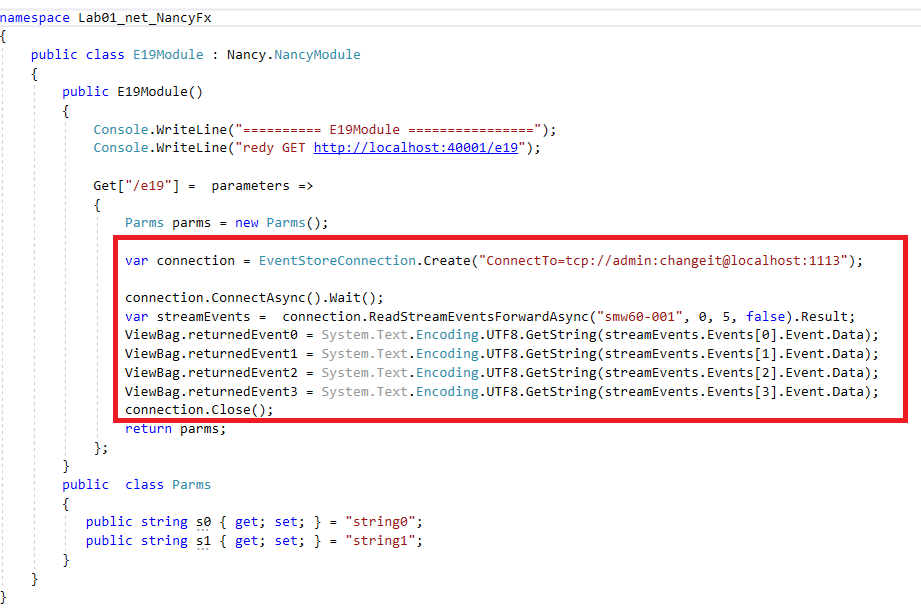 namespace Lab01_net_NancyFx
{
public class E19Module : Nancy.NancyModule
{
public E19Module()
{
Console.WriteLine("========== E19Module ================");
Console.WriteLine("redy GET http://localhost:40001/e19");
Get["/e19"] = parameters =>
{
Parms parms = new Parms();
var connection = EventStoreConnection.Create("ConnectTo=tcp://admin:changeit@localhost:1113");
connection.ConnectAsync().Wait();
var streamEvents = connection.ReadStreamEventsForwardAsync("smw60-001", 0, 5, false).Result;
ViewBag.returnedEvent0 = System.Text.Encoding.UTF8.GetString(streamEvents.Events[0].Event.Data);
ViewBag.returnedEvent1 = System.Text.Encoding.UTF8.GetString(streamEvents.Events[1].Event.Data);
ViewBag.returnedEvent2 = System.Text.Encoding.UTF8.GetString(streamEvents.Events[2].Event.Data);
ViewBag.returnedEvent3 = System.Text.Encoding.UTF8.GetString(streamEvents.Events[3].Event.Data);
connection.Close();
return parms;
};
}
public class Parms
{
public string s0 { get; set; } = "string0";
public string s1 { get; set; } = "string1";
}
}
}